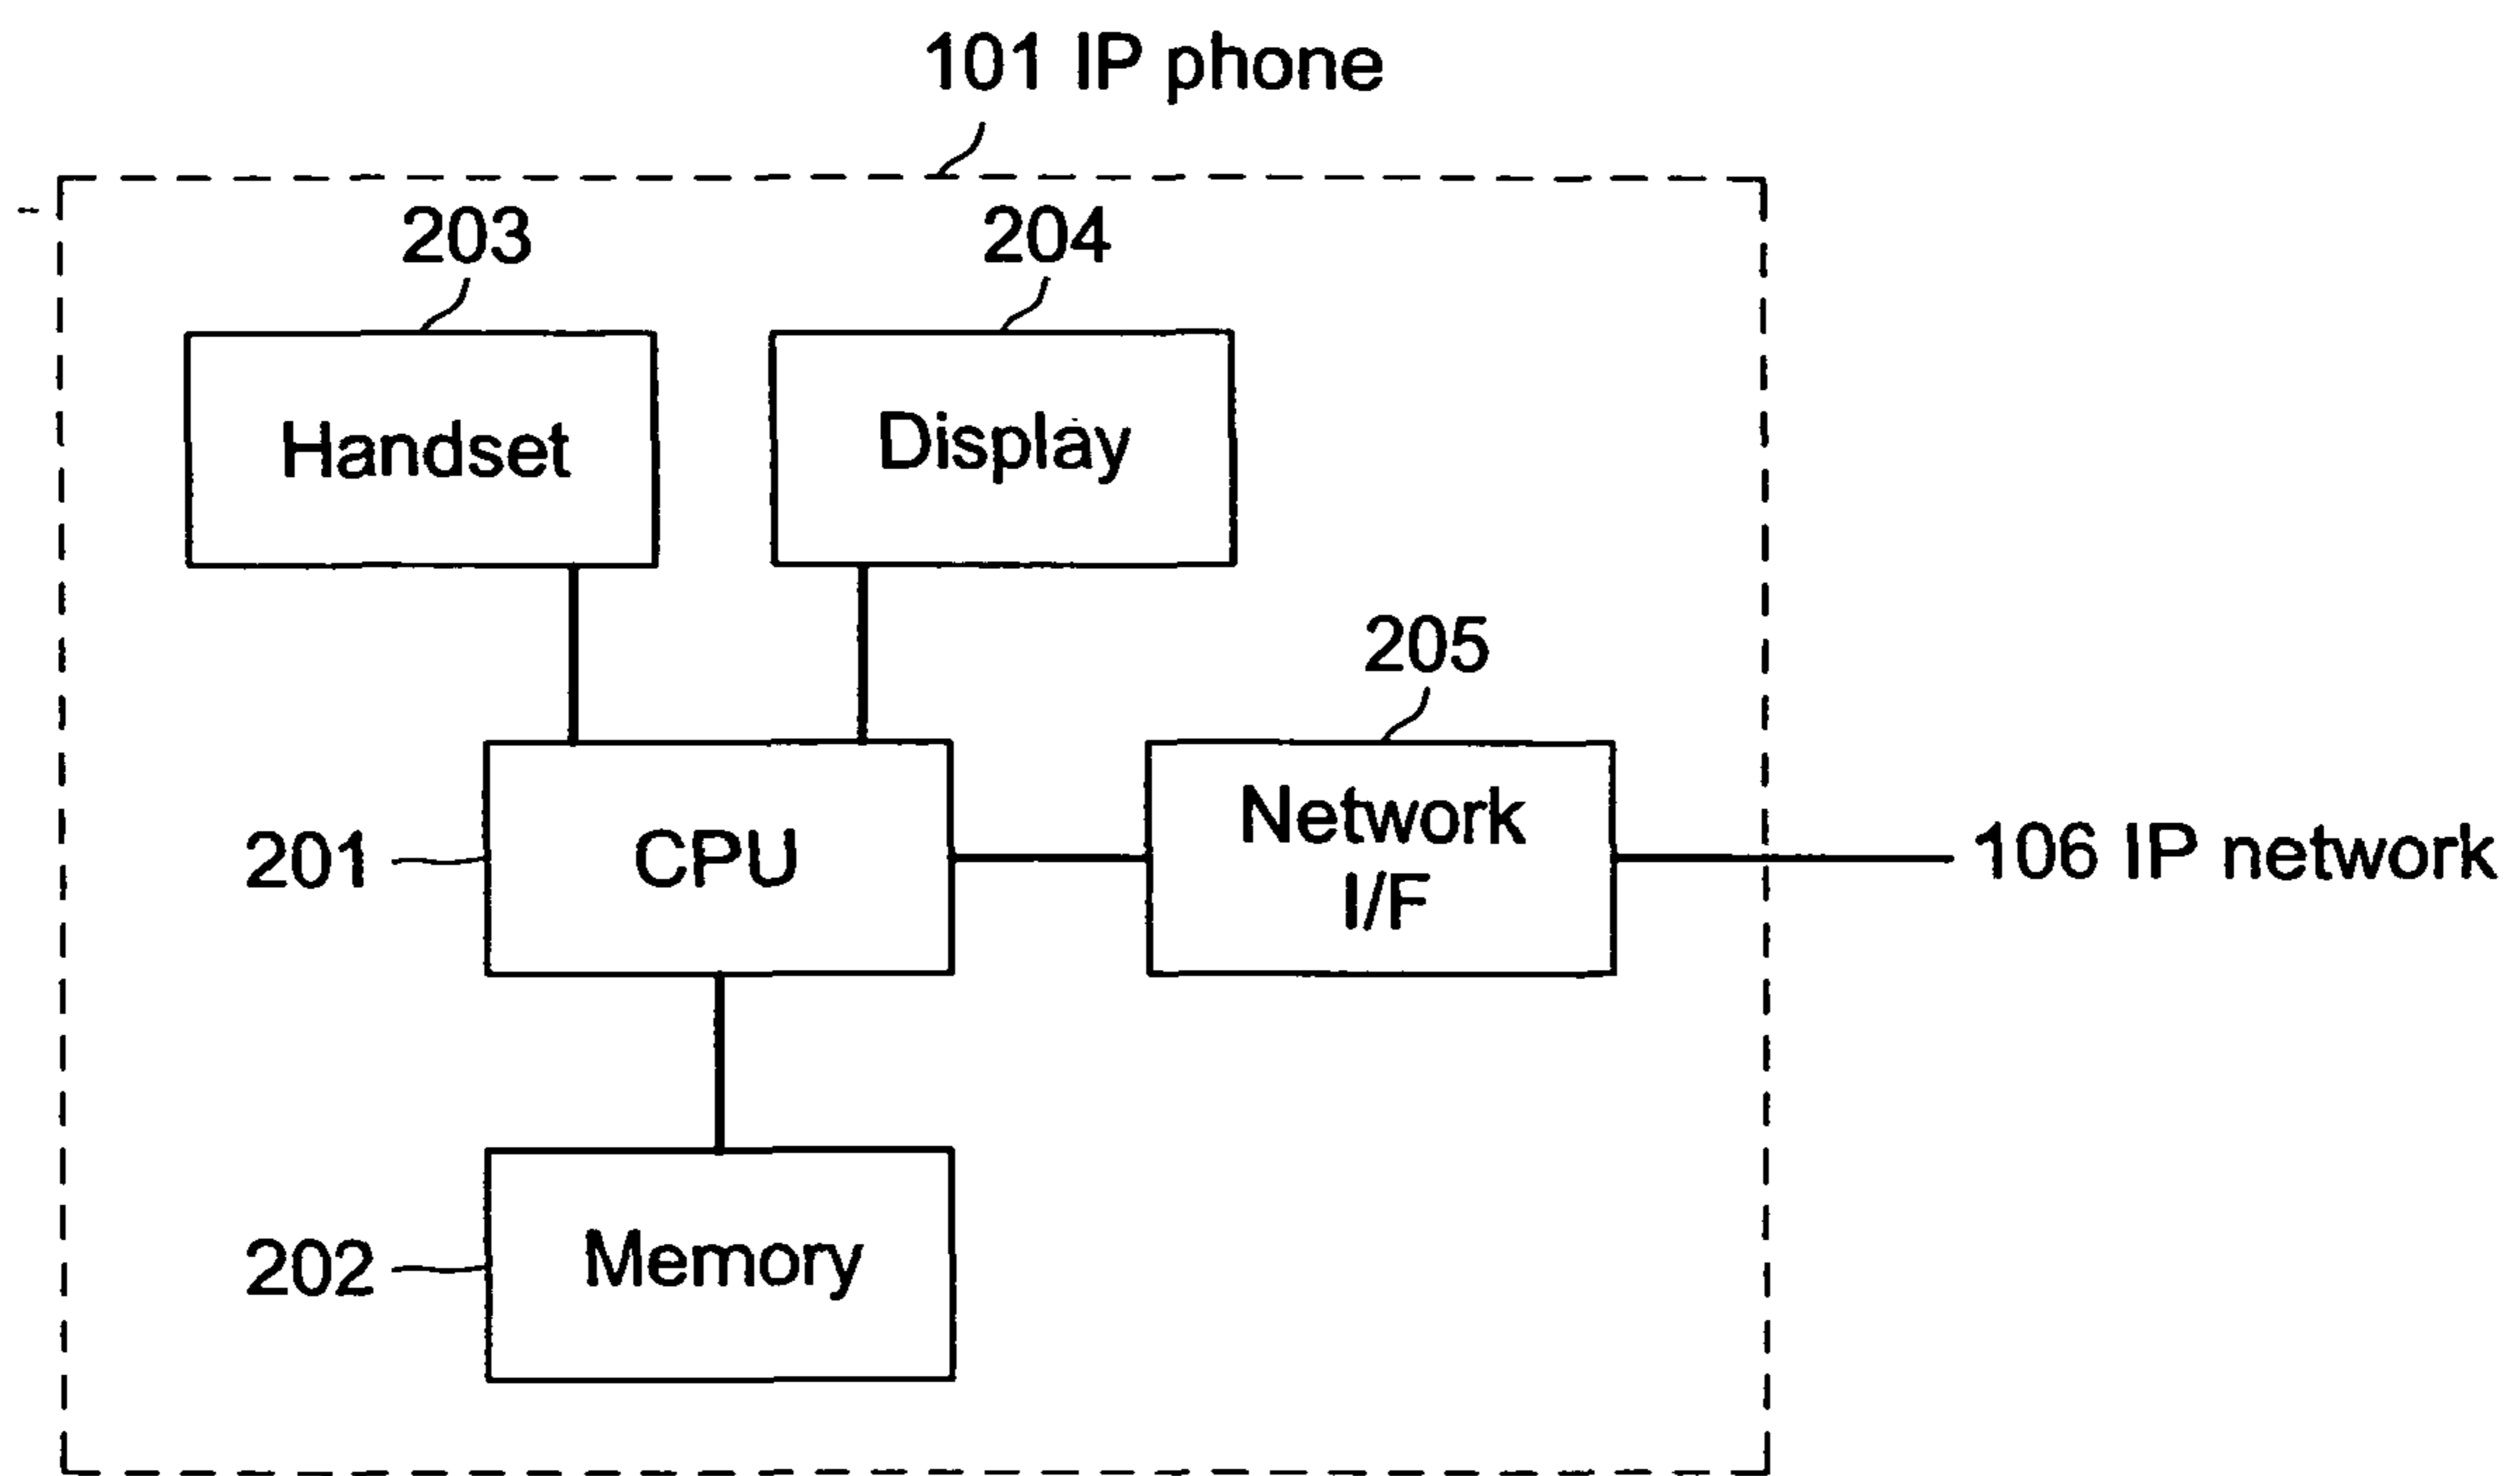 101 IP phone
203
204
Handset
Display
205
201
CPU
Network
I/F
106 IP network
202
Memory